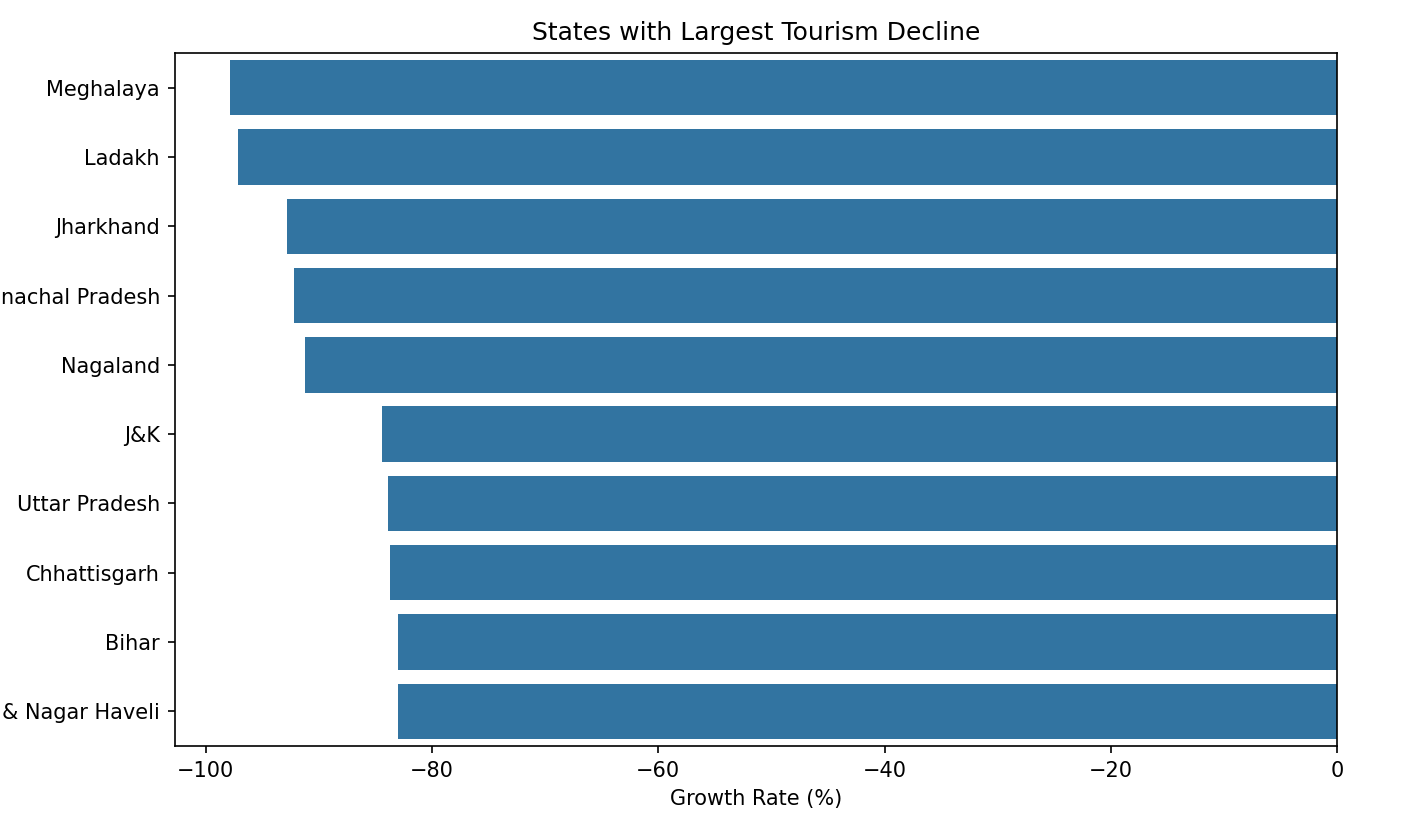 States with Largest Tourism Decline
Meghalaya
Ladakh
Jharkhand
nachal Pradesh
Nagaland
J&K
Uttar Pradesh
Chhattisgarh
Bihar
& Nagar Haveli
−100 −80 −60 −40 −20 0
Growth Rate (%)